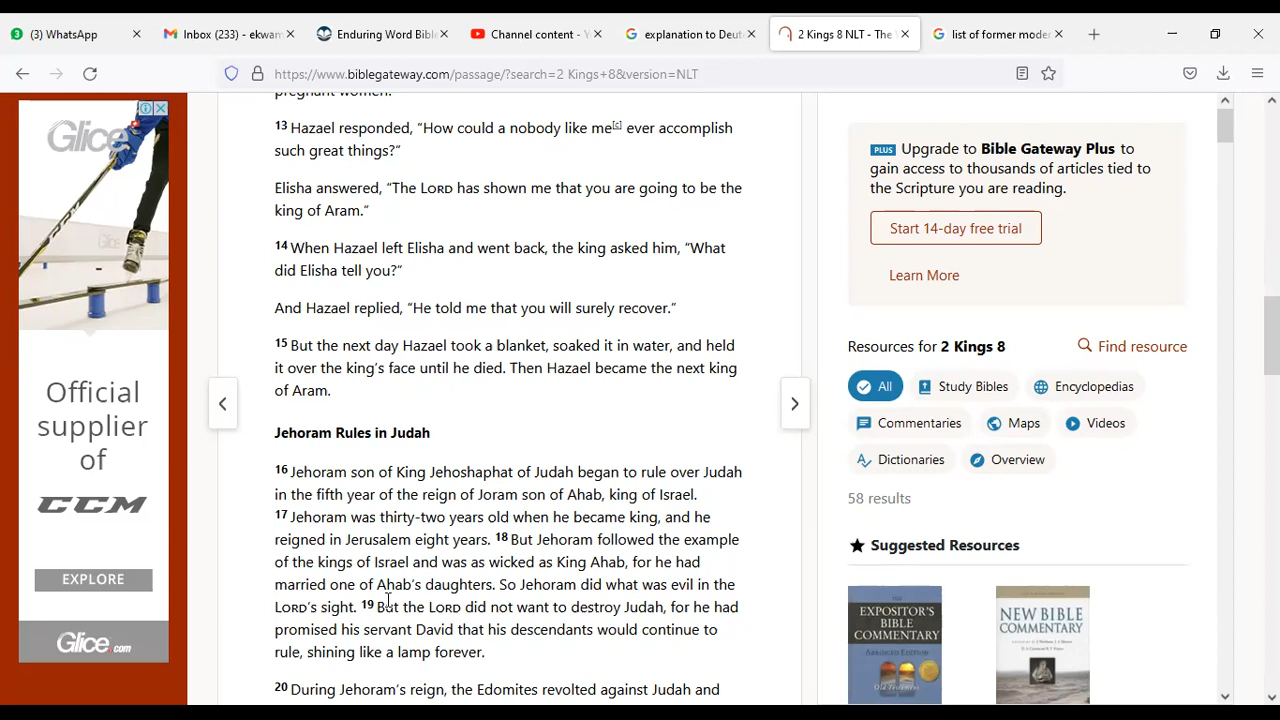 (3) WhatsApp
Inbox (233) - ekwam
Enduring Word Bible
Channel content - Y
explanation to Deut
2 Kings 8 NLT - The
list of former moder
https://www.biblegateway.com/passage/?search=2 Kings+8&version=NLT
pregnant women.”
13 Hazael responded, “How could a nobody like me[c] ever accomplish
such great things?”
Elisha answered, “The LORD has shown me that you are going to be the
king of Aram.”
14 When Hazael left Elisha and went back, the king asked him, “What
did Elisha tell you?”
And Hazael replied, “He told me that you will surely recover.”
15 But the next day Hazael took a blanket, soaked it in water, and held
it over the king’s face until he died. Then Hazael became the next king
of Aram.
Jehoram Rules in Judah
16 Jehoram son of King Jehoshaphat of Judah began to rule over Judah
in the fifth year of the reign of Joram son of Ahab, king of Israel.
17 Jehoram was thirty-two years old when he became king, and he
reigned in Jerusalem eight years. 18 But Jehoram followed the example
of the kings of Israel and was as wicked as King Ahab, for he had
married one of Ahab’s daughters. So Jehoram did what was evil in the
LORD’s sight. 19 But the LORD did not want to destroy Judah, for he had
promised his servant David that his descendants would continue to
rule, shining like a lamp forever.
20 During Jehoram’s reign, the Edomites revolted against Judah and
Glice
Official
supplier
of
CCM
EXPLORE
Glice.com
PLUS Upgrade to Bible Gateway Plus to
gain access to thousands of articles tied to
the Scripture you are reading.
Start 14-day free trial
Learn More
Resources for 2 Kings 8
Find resource
All
Study Bibles
Encyclopedias
Commentaries
Maps
Videos
Dictionaries
Overview
58 results
Suggested Resources
EXPOSITOR'S
BIBLE
COMMENTARY
ABRIDGED EDITION
Old Testament
NEW BIBLE
COMMENTARY